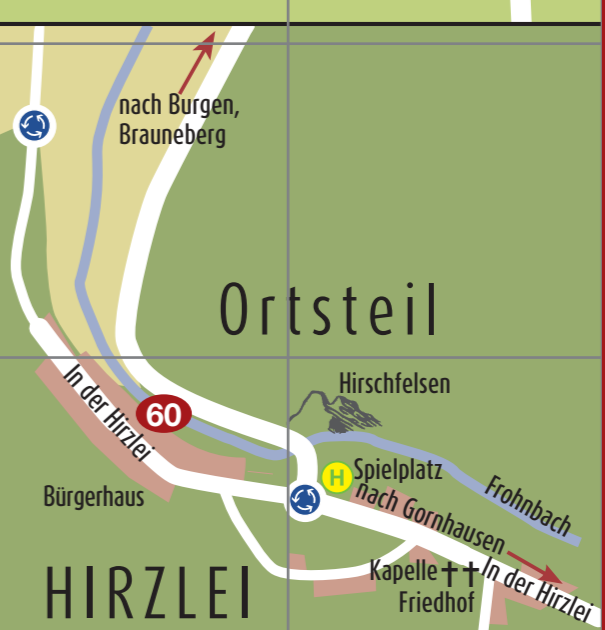 nach Burgen,
Brauneberg
Ortsteil
Hirschfelsen
In der Hirzlei
60
H
Spielplatz
nach Gornhausen
Frohnbach
Bürgerhaus
Kapelle
In der Hirzlei
Friedhof
HIRZLEI